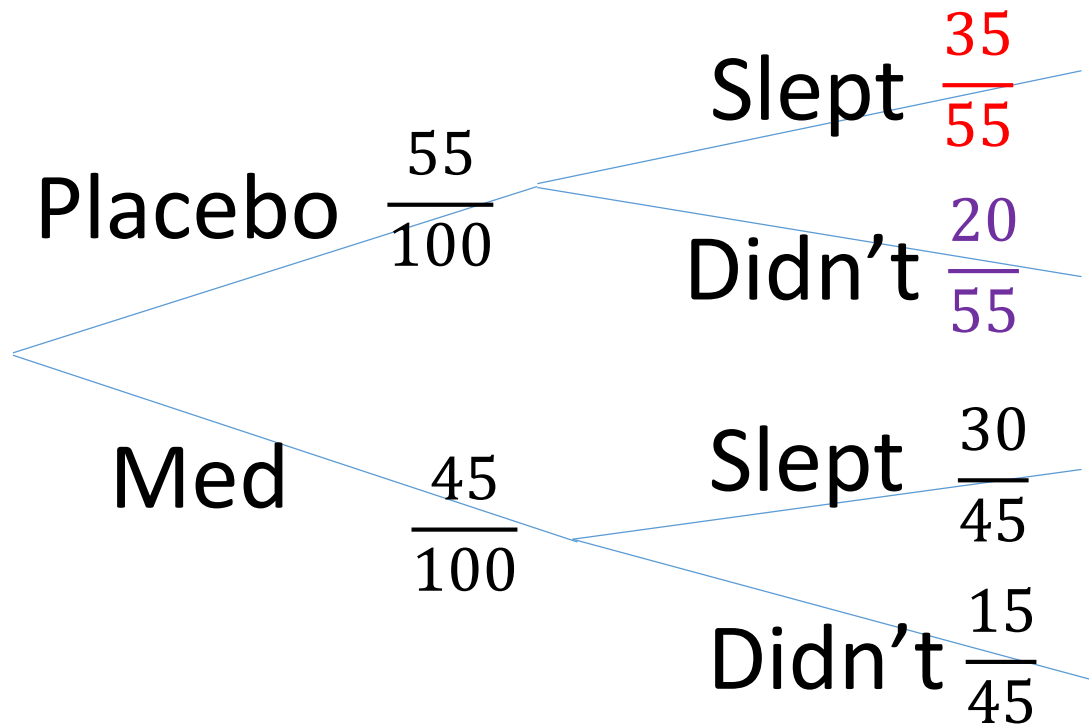 Slept 35/55
Placebo 55/100
Didn’t 20/55
Slept 30/45
Med 45/100
Didn’t 15/45